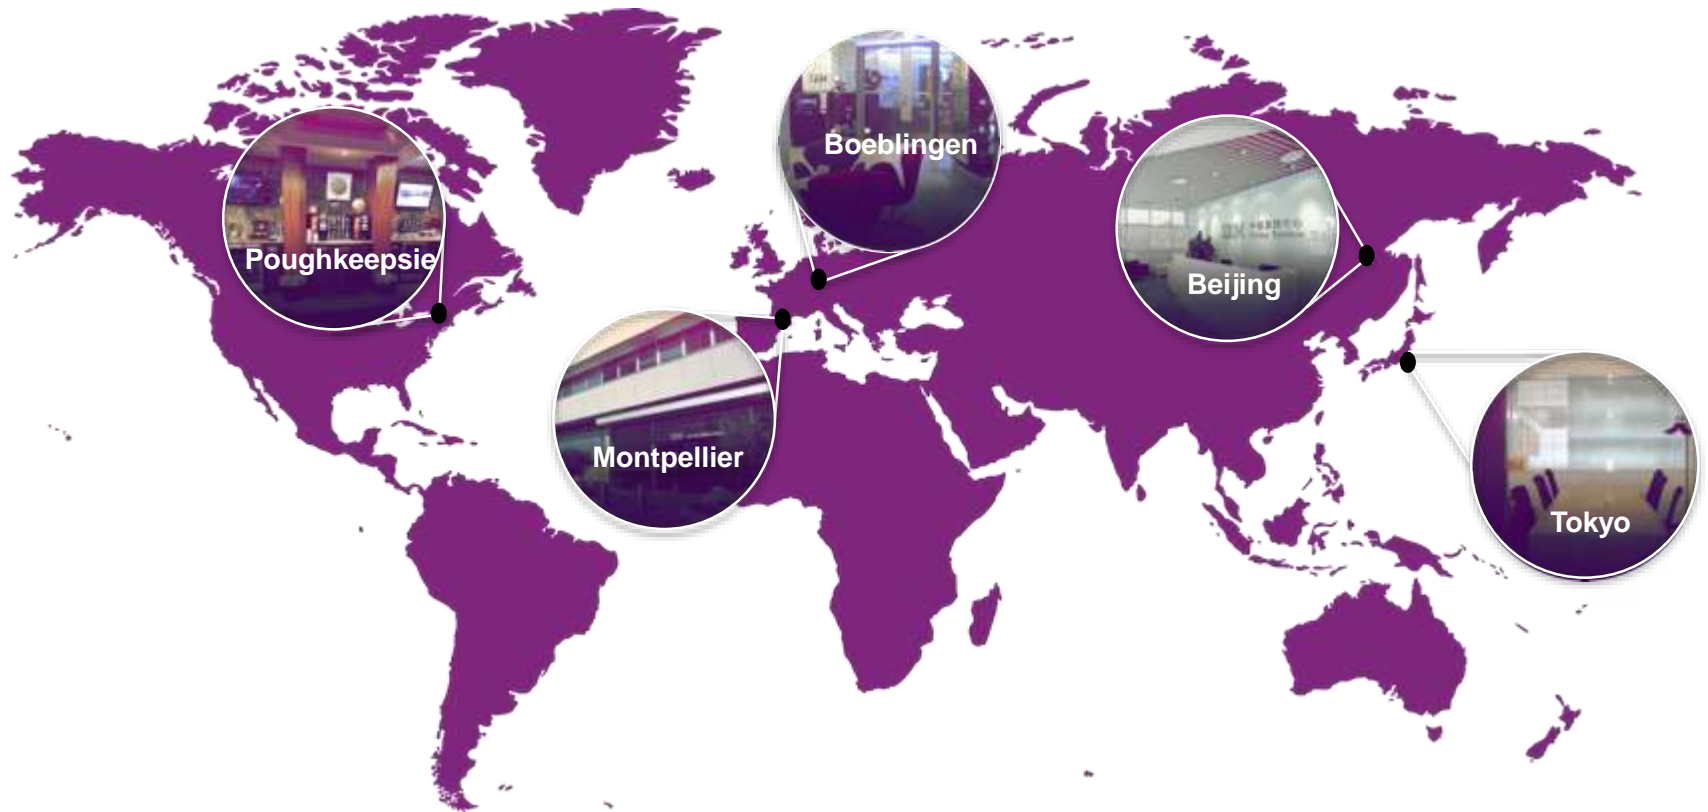 Boeblingen
Poughkeepsie
Beijing
Montpellier
Tokyo